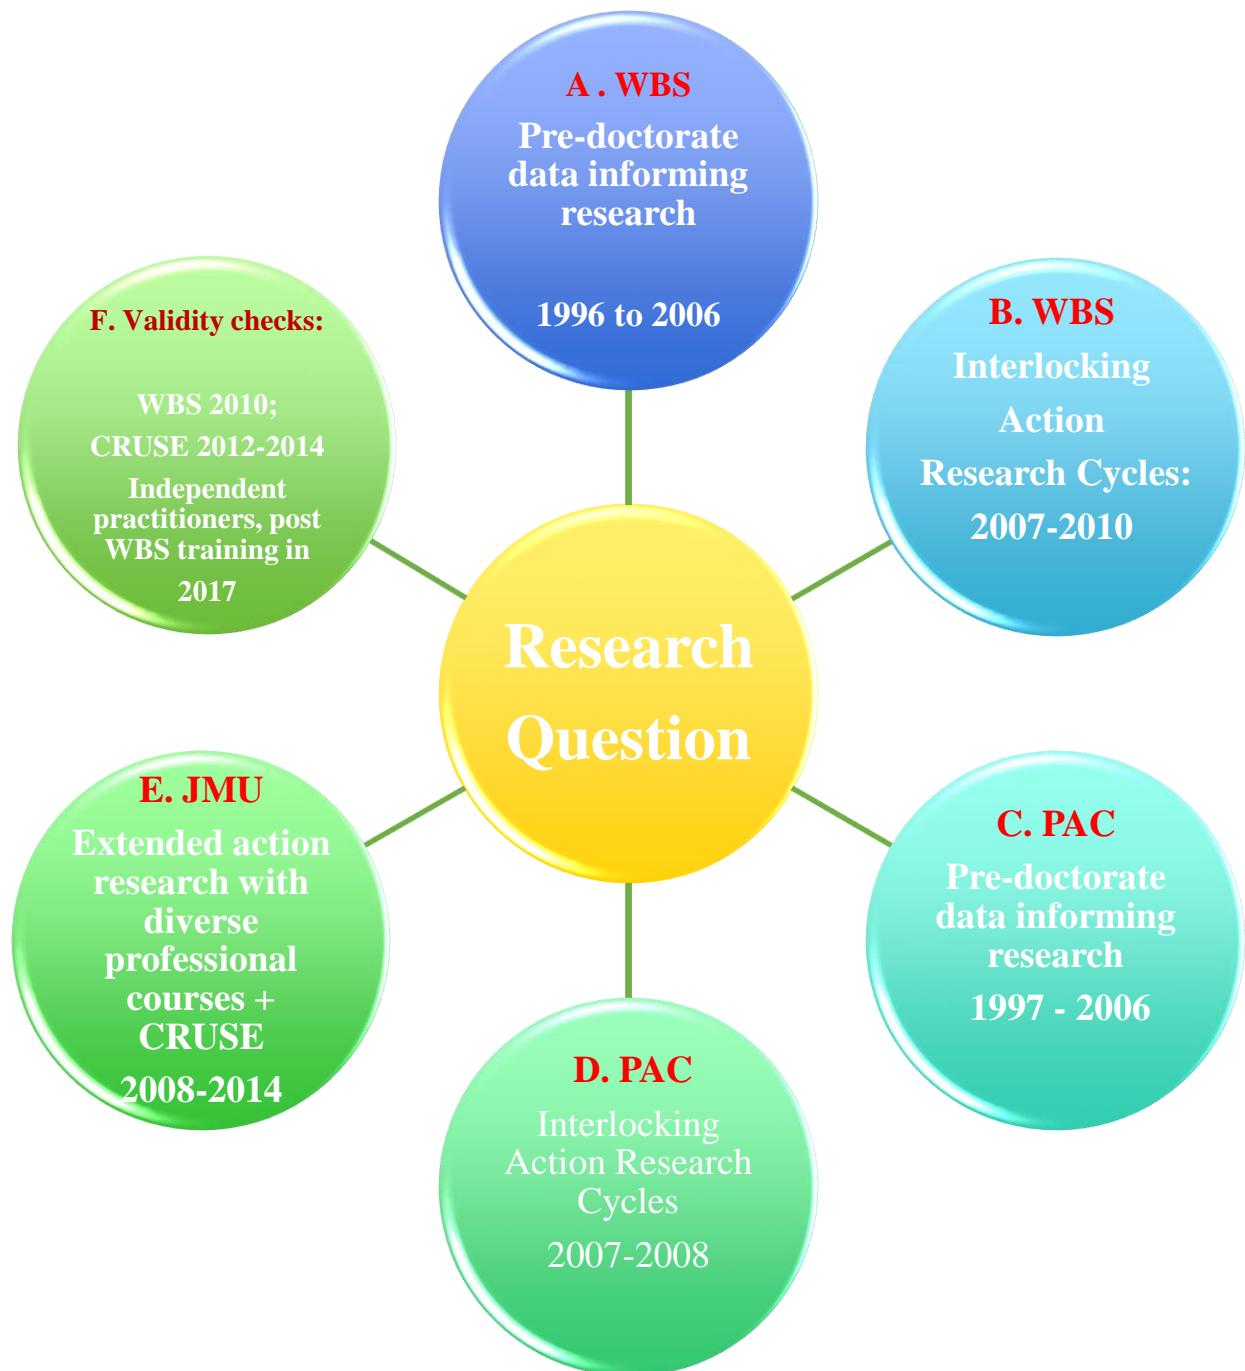 A . WBS
Pre-doctorate
data informing
research
1996 to 2006
B. WBS
Interlocking
Action
Research Cycles:
2007-2010
C. PAC
Pre-doctorate
data informing
research
1997 - 2006
D. PAC
Interlocking
Action Research
Cycles
2007-2008
E. JMU
Extended action
research with
diverse
professional
courses +
CRUSE
2008-2014
F. Validity checks:
WBS 2010;
CRUSE 2012-2014
Independent
practitioners, post
WBS training in
2017
Research
Question